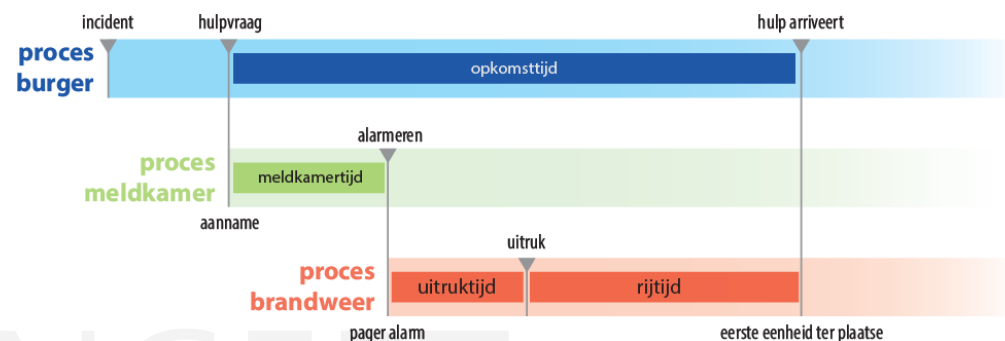 incident hulpvraag hulp arriveert
proces
burger
opkomsttijd
alarmeren
proces
meldkamer
meldkamertijd
aanname
uitruk
proces
brandweer
uitruktijd rijtijd
pager alarm eerste eenheid ter plaatse